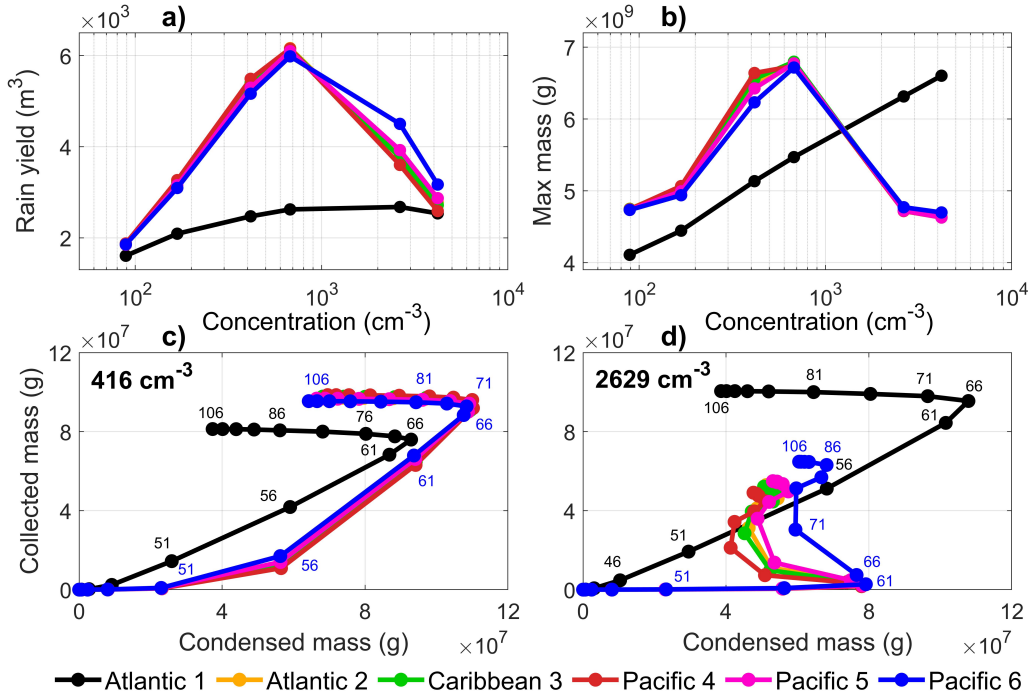 a)
×10³
6
4
2
Rain yield (m³)
10² 10³ 10⁴
Concentration (cm⁻³)
b)
×10⁹
7
6
5
4
Max mass (g)
10² 10³ 10⁴
Concentration (cm⁻³)
c)
×10⁷
416 cm⁻³
12
8
4
0
Collected mass (g)
106 81 71
106 86 76 66
66
61
61
56
56
51
51
0 4 8 12
Condensed mass (g)
×10⁷
d)
×10⁷
2629 cm⁻³
12
8
4
0
81 71 66
106
61
106 86
56
71
51
46
66
51 61
0 4 8 12
Condensed mass (g)
×10⁷
Atlantic 1 Atlantic 2 Caribbean 3 Pacific 4 Pacific 5 Pacific 6